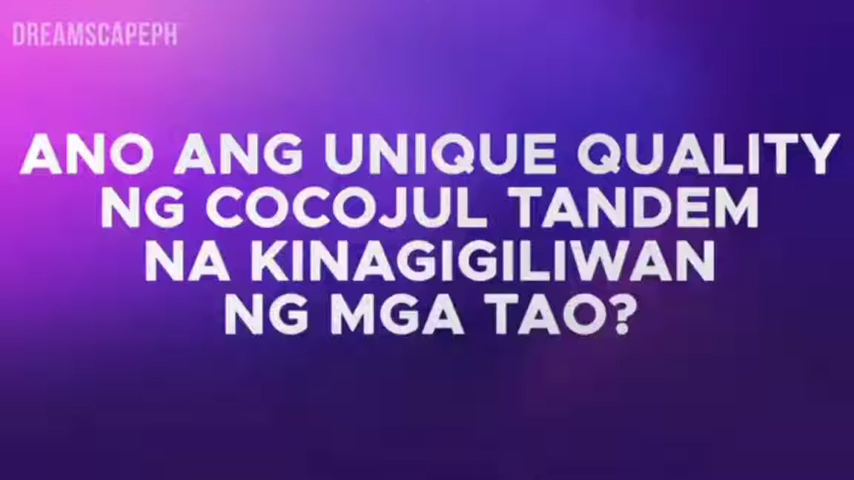 DREAMSCAPEPH
ANO ANG UNIQUE QUALITY
NG COCOJUL TANDEM
NA KINAGIGILIWAN
NG MGA TAO?